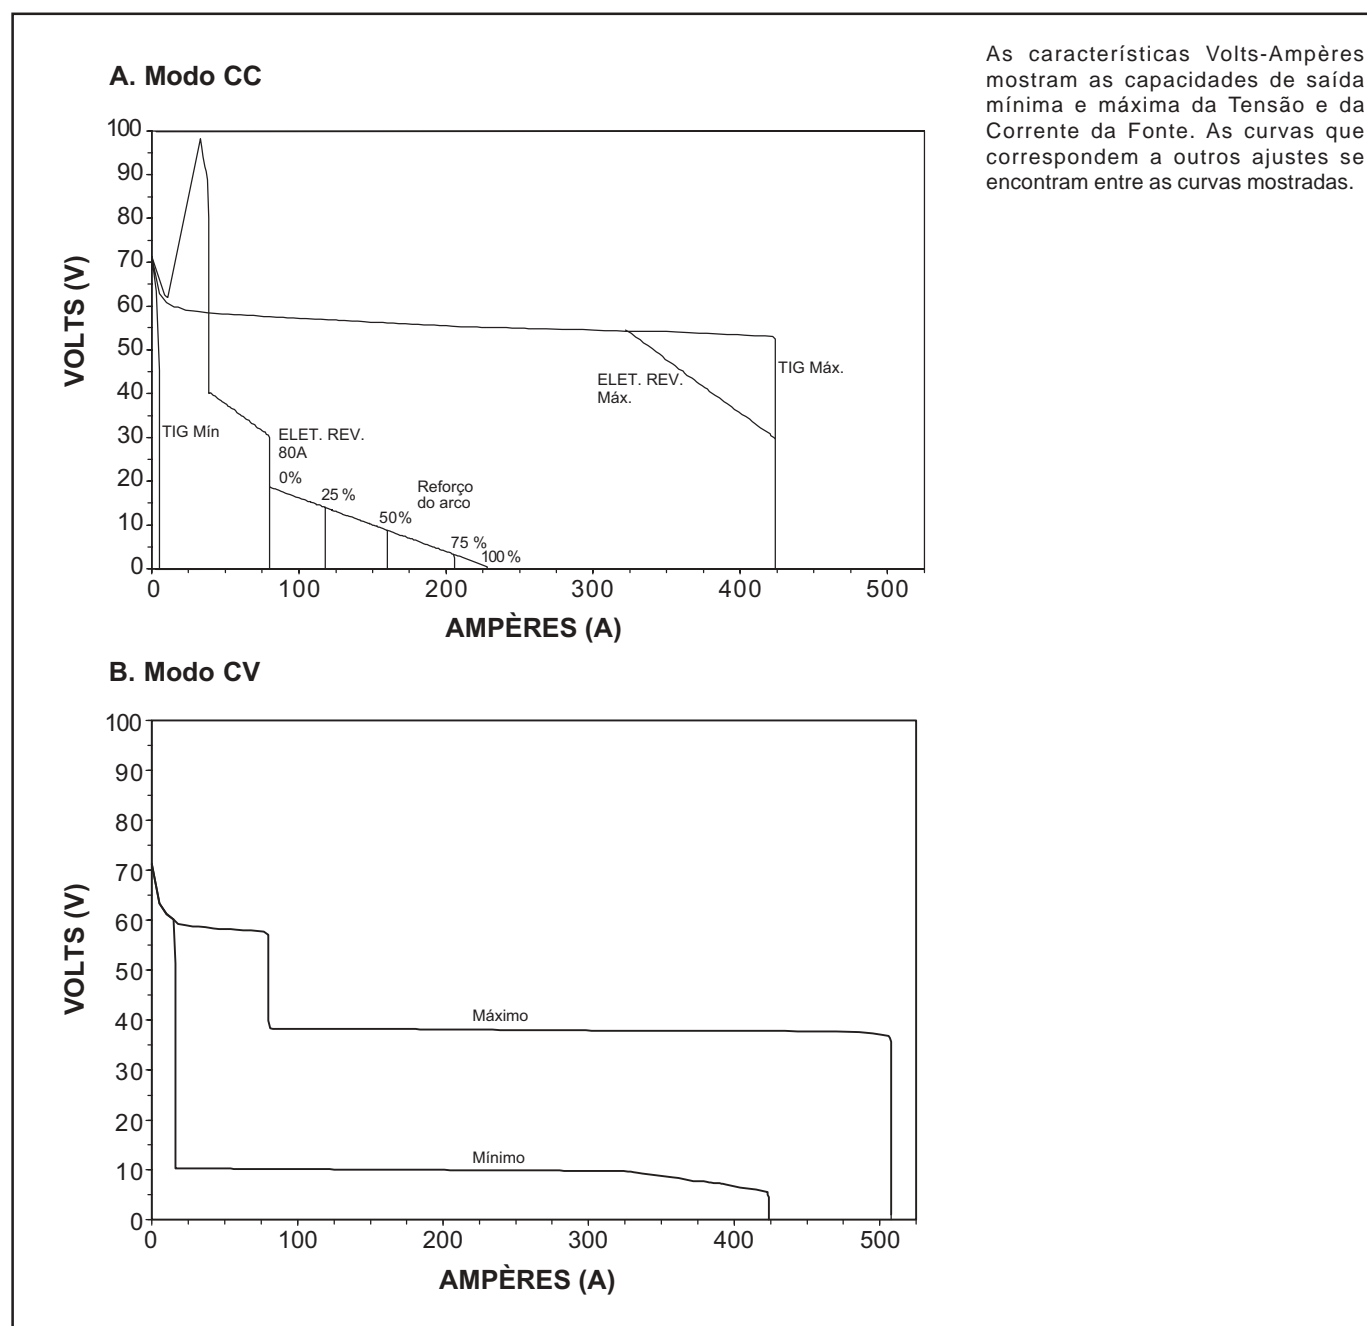 As características Volts-Ampères
mostram as capacidades de saída
mínima e máxima da Tensão e da
Corrente da Fonte. As curvas que
correspondem a outros ajustes se
encontram entre as curvas mostradas.
A. Modo CC
VOLTS (V)
100
90
80
70
60
50
40
30
20
10
0
TIG Mín
ELET. REV.
80A
0%
25 %
50%
75 %
100 %
Reforço
do arco
ELET. REV.
Máx.
TIG Máx.
0
100
200
300
400
500
AMPÈRES (A)
B. Modo CV
VOLTS (V)
100
90
80
70
60
50
40
30
20
10
0
Máximo
Mínimo
0
100
200
300
400
500
AMPÈRES (A)